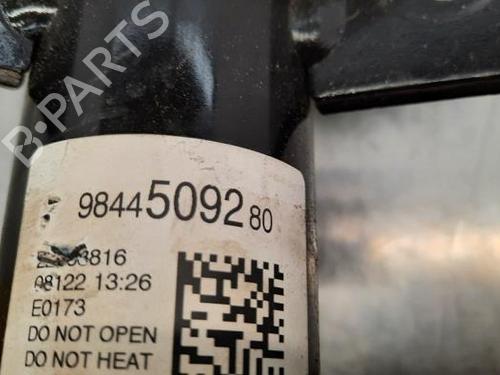 B-PARTS
98445092 80
08122 13:26
E0173
DO NOT OPEN
DO NOT HEAT